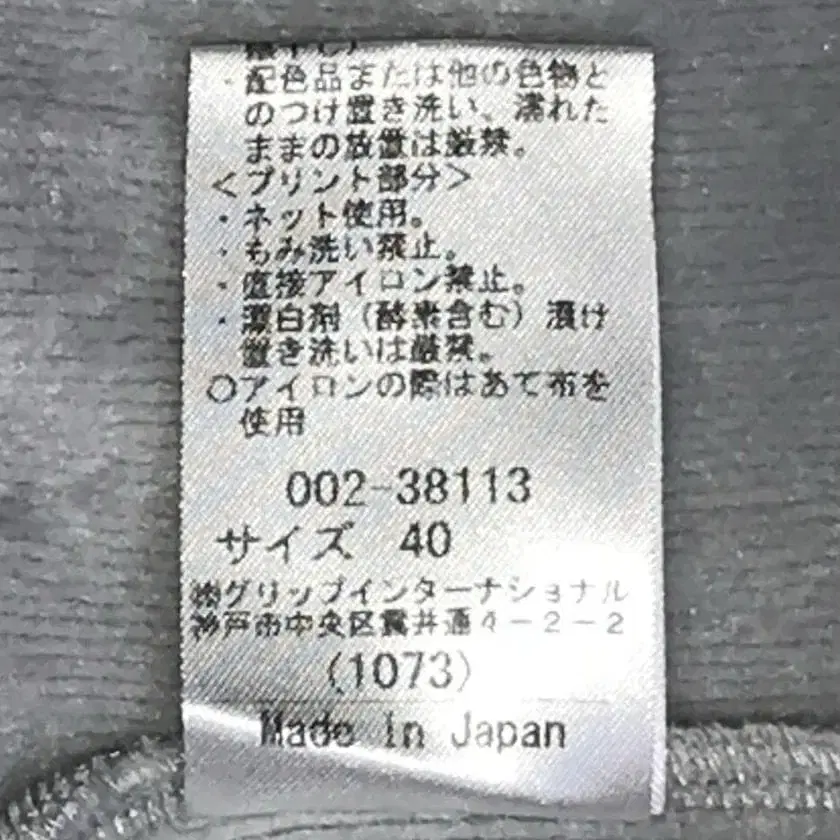 ・配色品または他の色物と
のつけ置き洗い、濡れた
ままの放置は厳禁。
<プリント部分>
・ネット使用。
・もみ洗い禁止。
・直接アイロン禁止。
・漂白剤(酵素含む)漬け
置き洗いは厳禁。
○アイロンの際はあて布を
使用
002-38113
サイズ 40
㈱グリップインターナショナル
神戸市中央区貫井通4-2-2
(1073)
Made in Japan